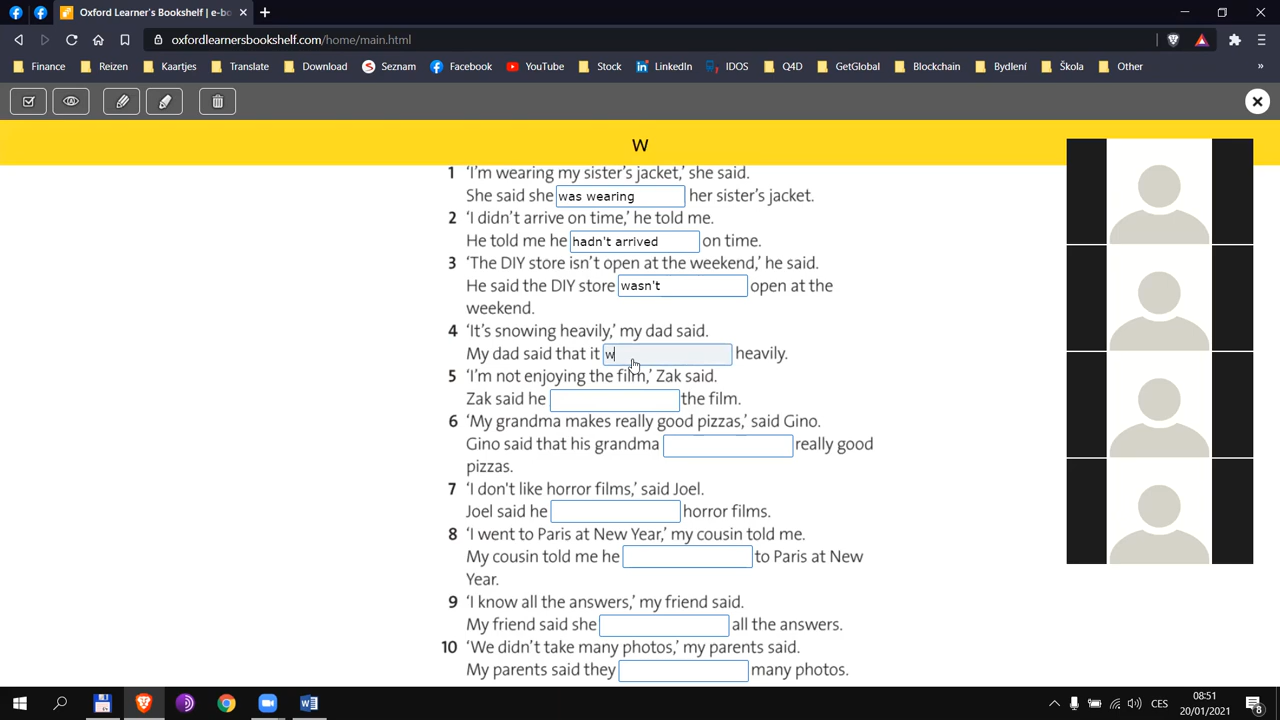 Oxford Learner's Bookshelf | e-bo
oxfordlearnersbookshelf.com/home/main.html
Finance Reizen Kaartjes Translate Download Seznam Facebook YouTube Stock LinkedIn IDOS Q4D GetGlobal Blockchain Bydlení Škola Other »
w
1 ‘I’m wearing my sister’s jacket,’ she said.
She said she was wearing her sister’s jacket.
2 ‘I didn’t arrive on time,’ he told me.
He told me he hadn't arrived on time.
3 ‘The DIY store isn’t open at the weekend,’ he said.
He said the DIY store wasn't open at the
weekend.
4 ‘It’s snowing heavily,’ my dad said.
My dad said that it w heavily.
5 ‘I’m not enjoying the film,’ Zak said.
Zak said he the film.
6 ‘My grandma makes really good pizzas,’ said Gino.
Gino said that his grandma really good
pizzas.
7 ‘I don't like horror films,’ said Joel.
Joel said he horror films.
8 ‘I went to Paris at New Year,’ my cousin told me.
My cousin told me he to Paris at New
Year.
9 ‘I know all the answers,’ my friend said.
My friend said she all the answers.
10 ‘We didn’t take many photos,’ my parents said.
My parents said they many photos.
CES
08:51
20/01/2021
8